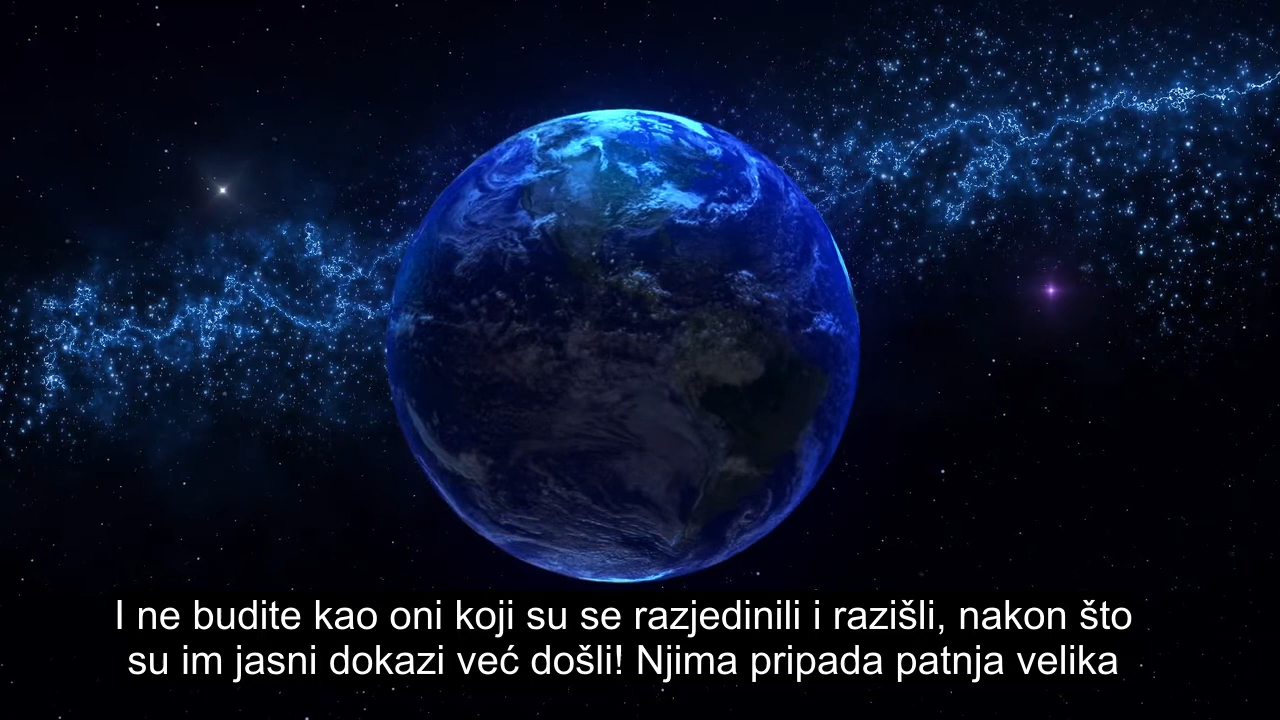 I ne budite kao oni koji su se razjedinili i razišli, nakon što
su im jasni dokazi već došli! Njima pripada patnja velika